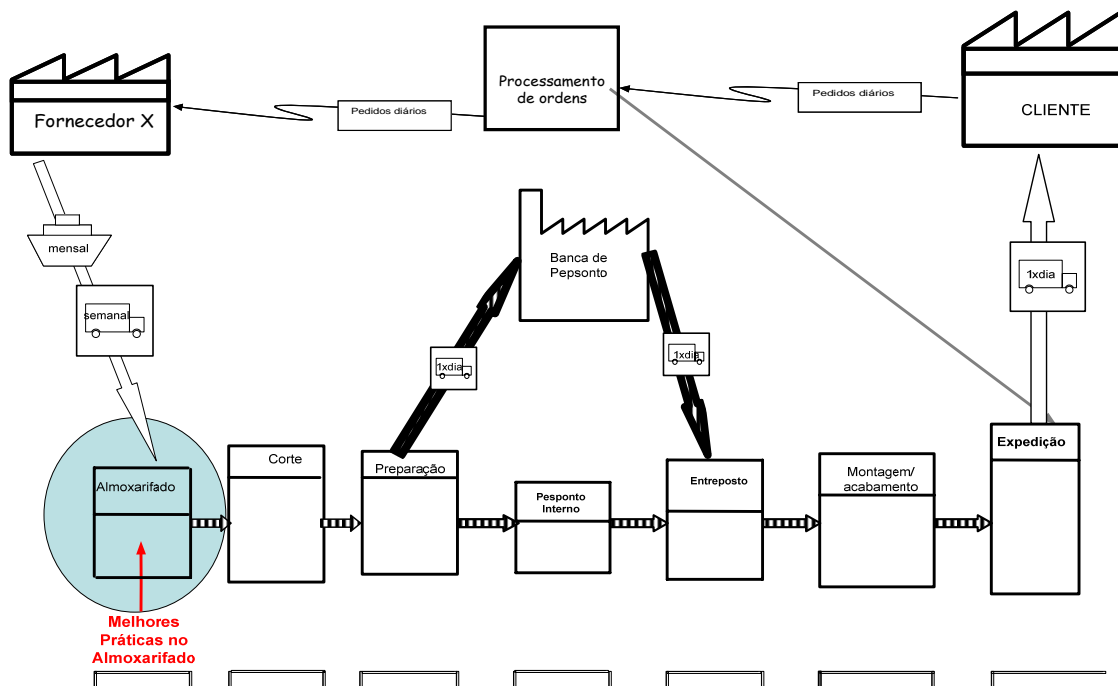 Processamento
de ordens
Pedidos diários
Pedidos diários
Fornecedor X
CLIENTE
mensal
semanal
Banca de
Pepsonto
1xdia
1xdia
1xdia
Almoxarifado
Corte
Preparação
Pesponto
Interno
Entreposto
Montagem/
acabamento
Expedição
Melhores
Práticas no
Almoxarifado